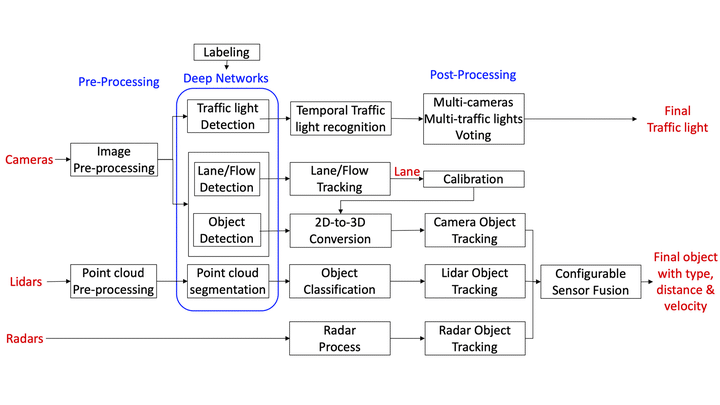 Labeling
Pre-Processing
Deep Networks
Post-Processing
Traffic light
Detection
Temporal Traffic
light recognition
Multi-cameras
Multi-traffic lights
Voting
Final
Traffic light
Cameras
Image
Pre-processing
Lane/Flow
Detection
Lane/Flow
Tracking
Lane
Calibration
Object
Detection
2D-to-3D
Conversion
Camera Object
Tracking
Lidars
Point cloud
Pre-processing
Point cloud
segmentation
Object
Classification
Lidar Object
Tracking
Configurable
Sensor Fusion
Final object
with type,
distance &
velocity
Radars
Radar
Process
Radar Object
Tracking